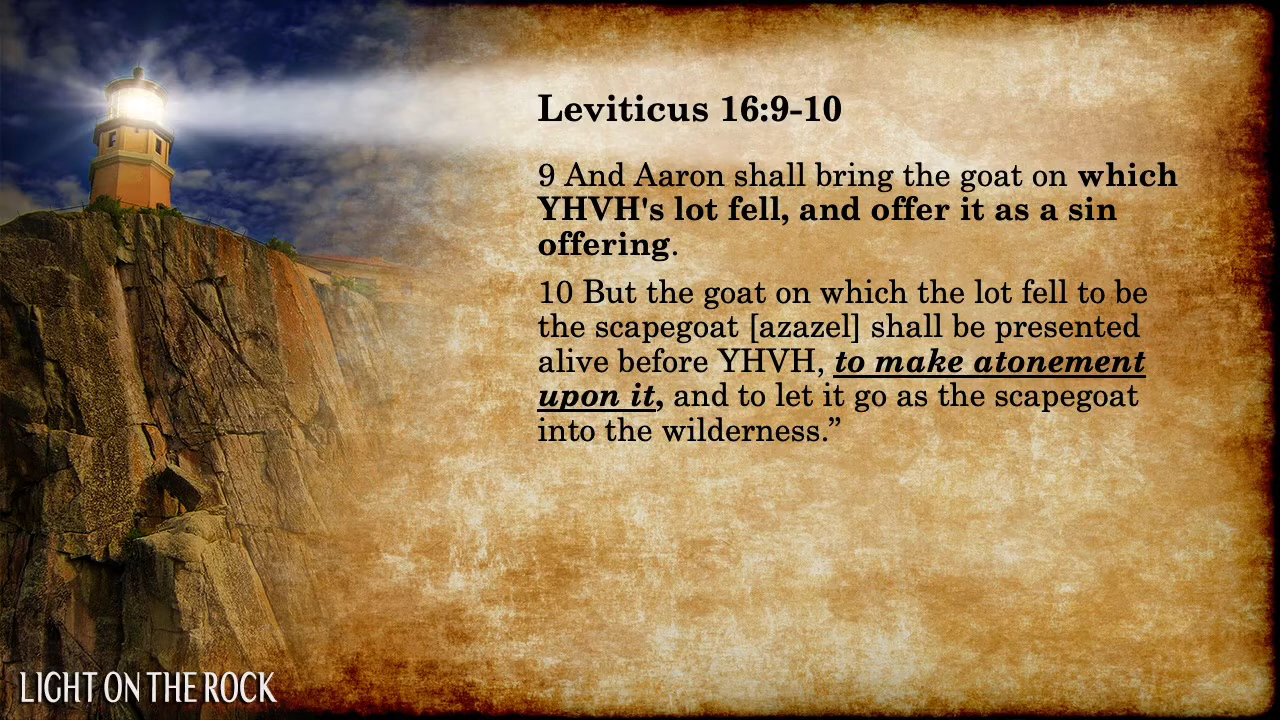 Leviticus 16:9-10
9 And Aaron shall bring the goat on which
YHVH's lot fell, and offer it as a sin
offering.
10 But the goat on which the lot fell to be
the scapegoat [azazel] shall be presented
alive before YHVH, to make atonement
upon it, and to let it go as the scapegoat
into the wilderness.”
LIGHT ON THE ROCK